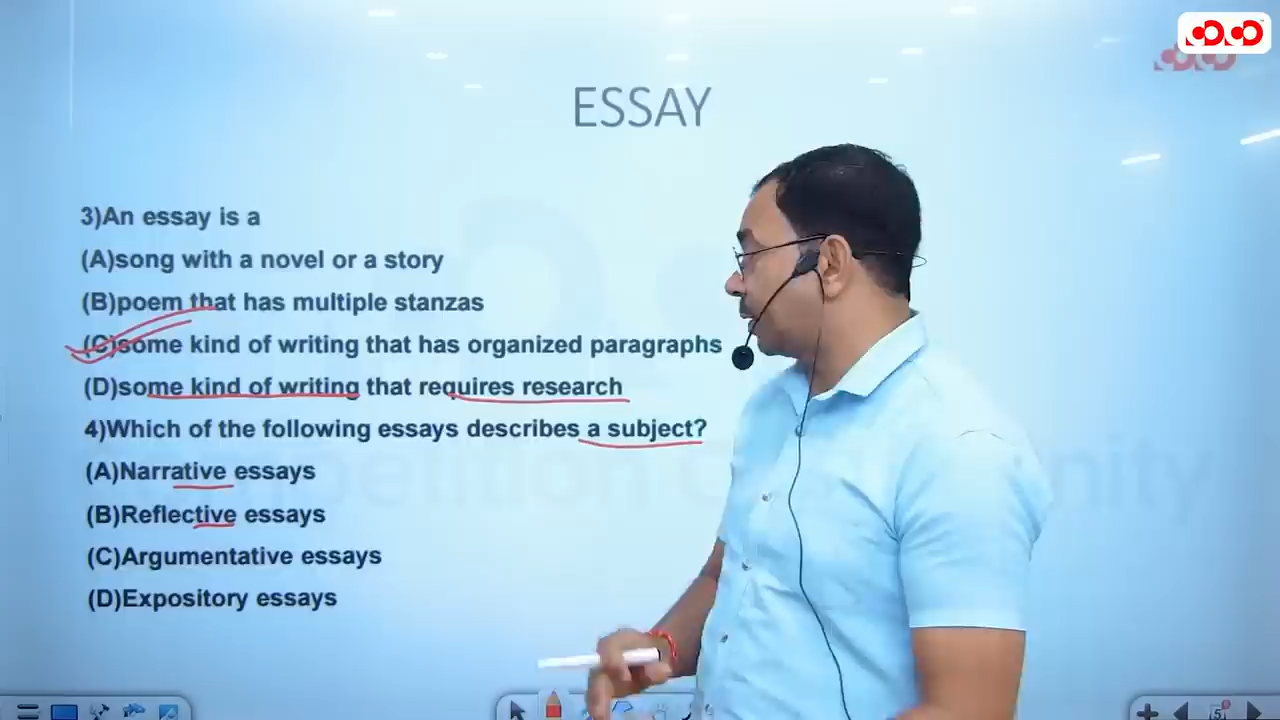 ESSAY
3)An essay is a
(A)song with a novel or a story
(B)poem that has multiple stanzas
(C)some kind of writing that has organized paragraphs
(D)some kind of writing that requires research
4)Which of the following essays describes a subject?
(A)Narrative essays
(B)Reflective essays
(C)Argumentative essays
(D)Expository essays
5